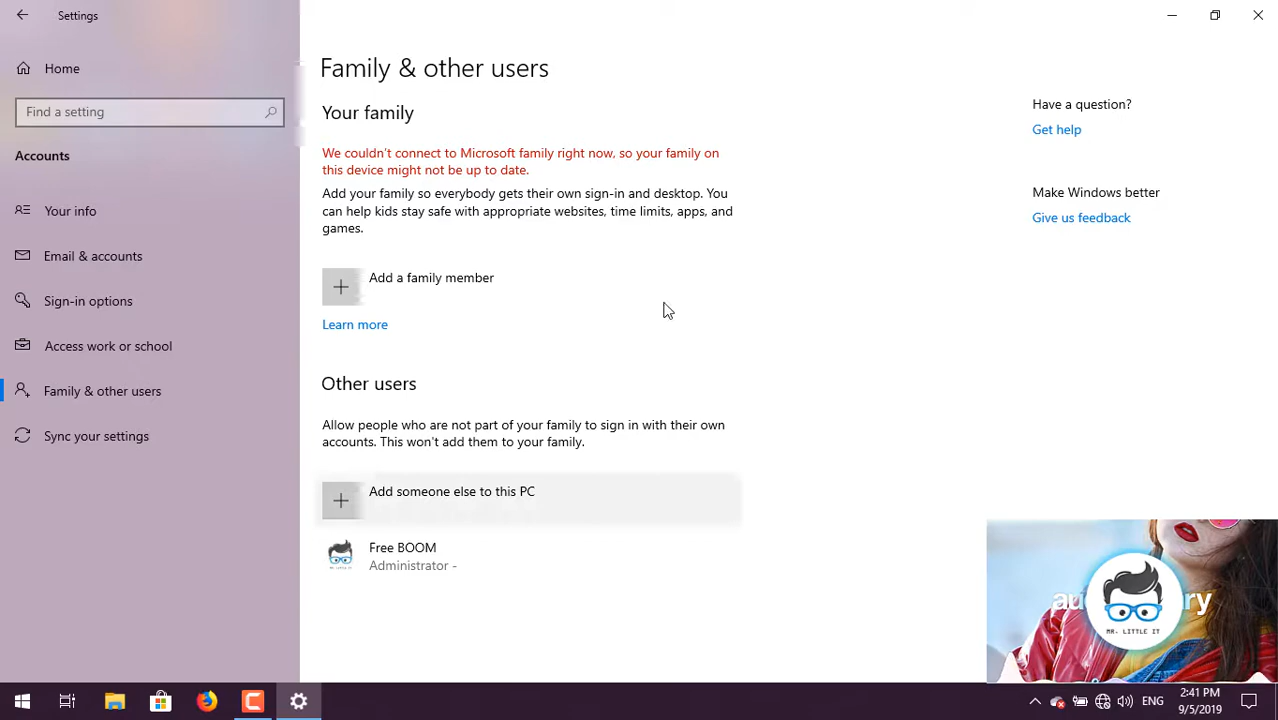 Settings
Home
Find a setting
Accounts
Your info
Email & accounts
Sign-in options
Access work or school
Family & other users
Sync your settings
Family & other users
Your family
We couldn't connect to Microsoft family right now, so your family on
this device might not be up to date.
Add your family so everybody gets their own sign-in and desktop. You
can help kids stay safe with appropriate websites, time limits, apps, and
games.
Add a family member
Learn more
Other users
Allow people who are not part of your family to sign in with their own
accounts. This won't add them to your family.
Add someone else to this PC
Free BOOM
Administrator -
Have a question?
Get help
Make Windows better
Give us feedback
MR. LITTLE IT
ENG
2:41 PM
9/5/2019